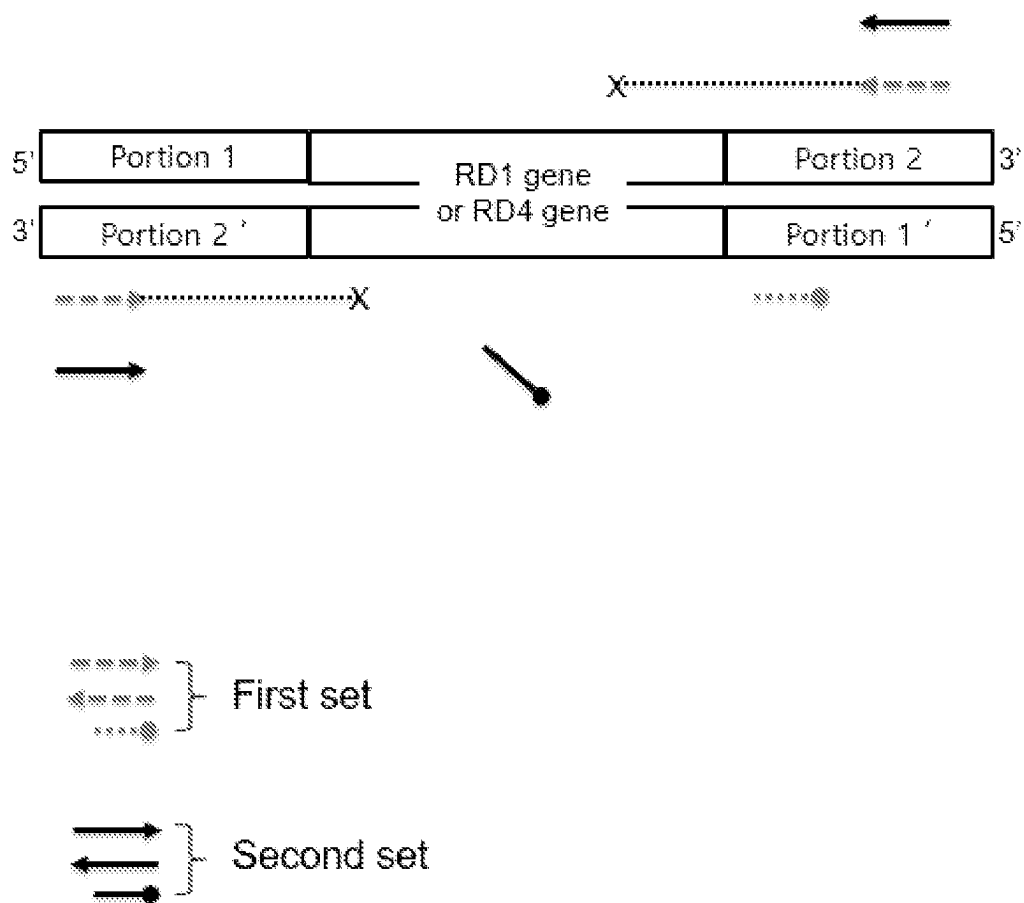 X
5' Portion 1 RD1 gene Portion 2 3'
or RD4 gene
3' Portion 2 ' Portion 1 ' 5'
X
First set
Second set